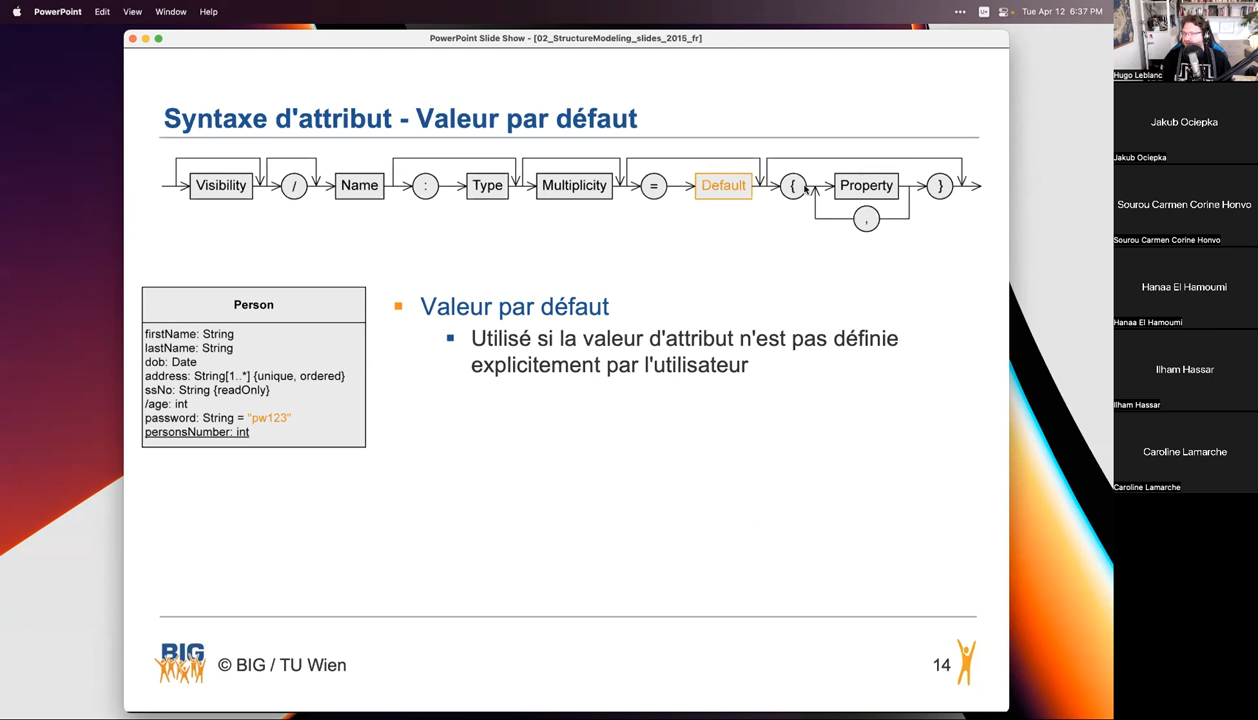 PowerPoint Edit View Window Help
Tue Apr 12 6:37 PM
PowerPoint Slide Show - [02_StructureModeling_slides_2015_fr]
Syntaxe d'attribut - Valeur par défaut
Visibility / Name : Type Multiplicity = Default { Property }
,
Person
firstName: String
lastName: String
dob: Date
address: String[1..*] {unique, ordered}
ssNo: String {readOnly}
/age: int
password: String = "pw123"
personsNumber: int
Valeur par défaut
Utilisé si la valeur d'attribut n'est pas définie
explicitement par l'utilisateur
BIG
© BIG / TU Wien
14
Hugo Leblanc
Jakub Ociepka
Jakub Ociepka
Sourou Carmen Corine Honvo
Sourou Carmen Corine Honvo
Hanaa El Hamoumi
Hanaa El Hamoumi
Ilham Hassar
Ilham Hassar
Caroline Lamarche
Caroline Lamarche